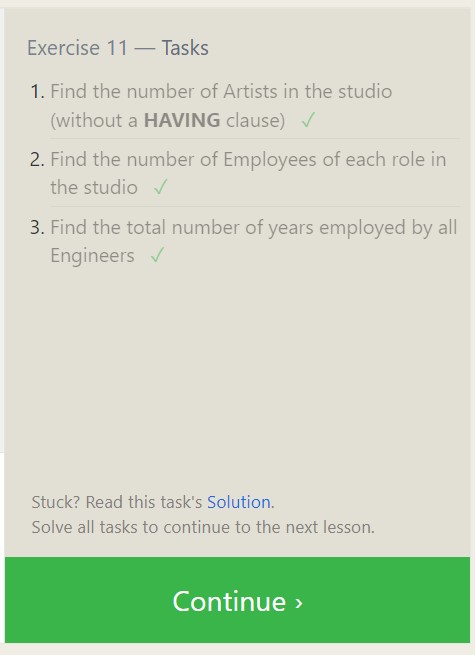 Exercise 11 — Tasks
1. Find the number of Artists in the studio
(without a HAVING clause) ✓
2. Find the number of Employees of each role in
the studio ✓
3. Find the total number of years employed by all
Engineers ✓
Stuck? Read this task's Solution.
Solve all tasks to continue to the next lesson.
Continue ›